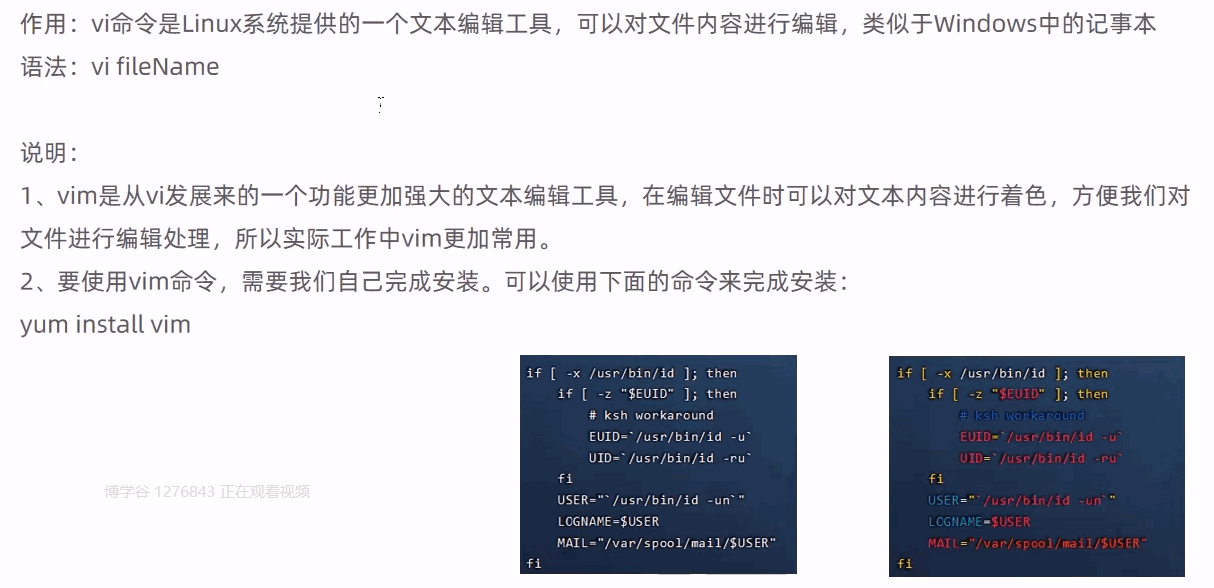 作用：vi命令是Linux系统提供的一个文本编辑工具，可以对文件内容进行编辑，类似于Windows中的记事本
语法：vi fileName
说明：
1、vim是从vi发展来的一个功能更加强大的文本编辑工具，在编辑文件时可以对文本内容进行着色，方便我们对
文件进行编辑处理，所以实际工作中vim更加常用。
2、要使用vim命令，需要我们自己完成安装。可以使用下面的命令来完成安装：
yum install vim
博学谷 1276843 正在观看视频
if [ -x /usr/bin/id ]; then
    if [ -z "$EUID" ]; then
        # ksh workaround
        EUID=`/usr/bin/id -u`
        UID=`/usr/bin/id -ru`
    fi
    USER="`/usr/bin/id -un`"
    LOGNAME=$USER
    MAIL="/var/spool/mail/$USER"
fi
if [ -x /usr/bin/id ]; then
    if [ -z "$EUID" ]; then
        # ksh workaround
        EUID=`/usr/bin/id -u`
        UID=`/usr/bin/id -ru`
    fi
    USER="`/usr/bin/id -un`"
    LOGNAME=$USER
    MAIL="/var/spool/mail/$USER"
fi